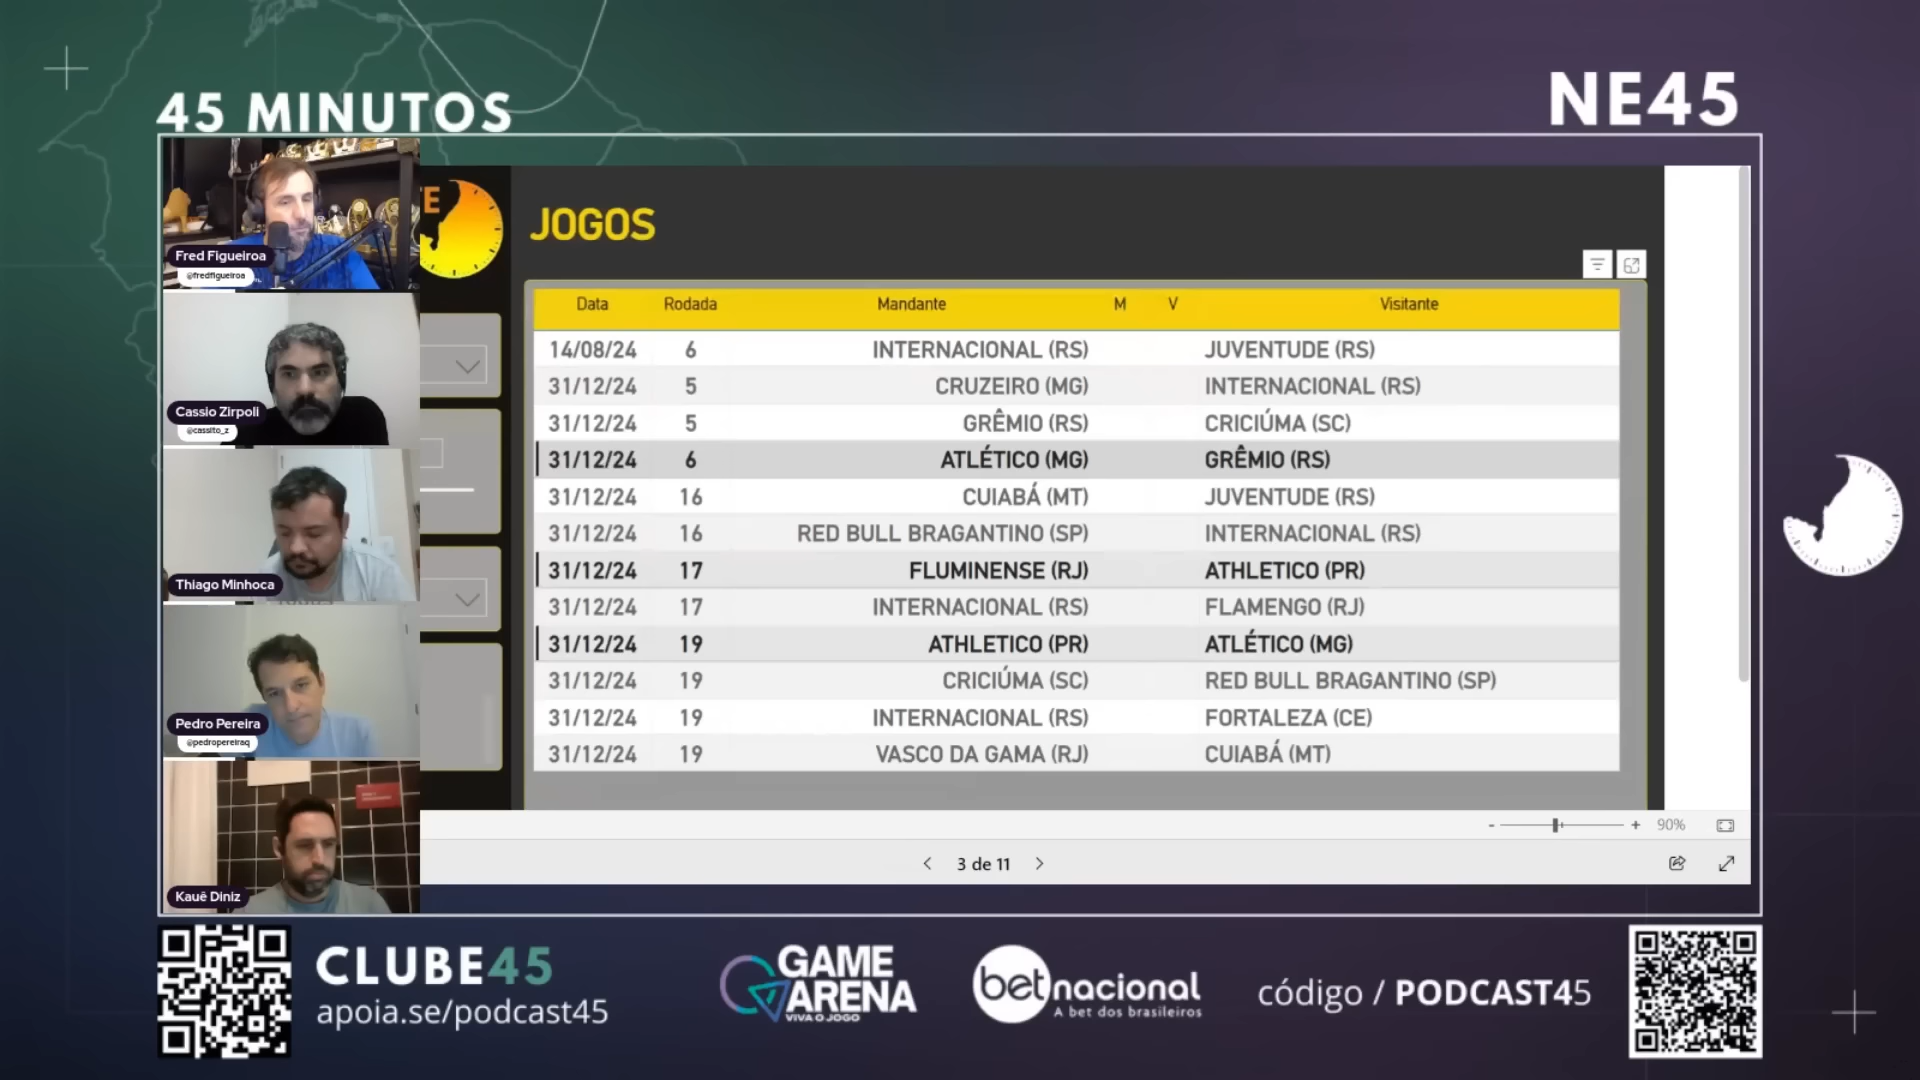 45 MINUTOS
NE45
Fred Figueiroa
@fredfigueiroa
Cassio Zirpoli
@cassito_z
Thiago Minhoca
Pedro Pereira
@pedropereiraq
Kauê Diniz
TE
JOGOS
Data Rodada Mandante M V Visitante
14/08/24 6 INTERNACIONAL (RS) JUVENTUDE (RS)
31/12/24 5 CRUZEIRO (MG) INTERNACIONAL (RS)
31/12/24 5 GRÊMIO (RS) CRICIÚMA (SC)
31/12/24 6 ATLÉTICO (MG) GRÊMIO (RS)
31/12/24 16 CUIABÁ (MT) JUVENTUDE (RS)
31/12/24 16 RED BULL BRAGANTINO (SP) INTERNACIONAL (RS)
31/12/24 17 FLUMINENSE (RJ) ATHLETICO (PR)
31/12/24 17 INTERNACIONAL (RS) FLAMENGO (RJ)
31/12/24 19 ATHLETICO (PR) ATLÉTICO (MG)
31/12/24 19 CRICIÚMA (SC) RED BULL BRAGANTINO (SP)
31/12/24 19 INTERNACIONAL (RS) FORTALEZA (CE)
31/12/24 19 VASCO DA GAMA (RJ) CUIABÁ (MT)
- + 90%
3 de 11
CLUBE45
apoia.se/podcast45
GAME
ARENA
VIVA O JOGO
betnacional
A bet dos brasileiros
código / PODCAST45